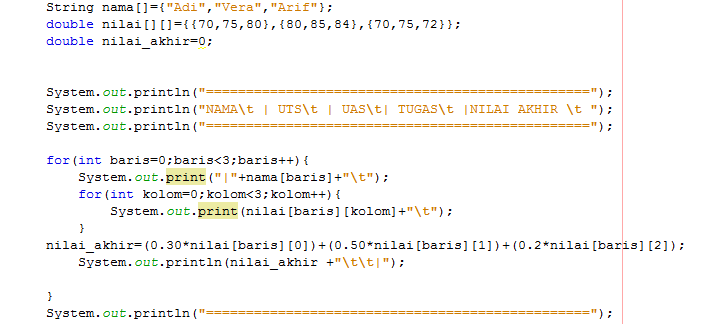 String nama[]={"Adi","Vera","Arif"};
double nilai[][]={{70,75,80},{80,85,84},{70,75,72}};
double nilai_akhir=0;
System.out.println("================================================");
System.out.println("NAMA\t | UTS\t | UAS\t| TUGAS\t |NILAI AKHIR \t ");
System.out.println("================================================");
for(int baris=0;baris<3;baris++){
System.out.print("|"+nama[baris]+"\t");
for(int kolom=0;kolom<3;kolom++){
System.out.print(nilai[baris][kolom]+"\t");
}
nilai_akhir=(0.30*nilai[baris][0])+(0.50*nilai[baris][1])+(0.2*nilai[baris][2]);
System.out.println(nilai_akhir +"\t\t|");
}
System.out.println("================================================");